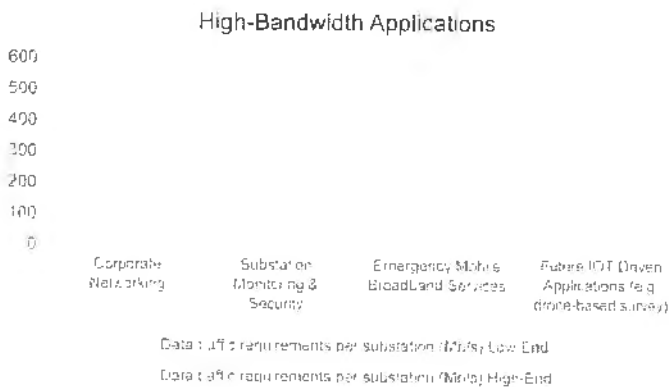 High-Bandwidth Applications
600
500
400
300
200
100
0
Corporate
Networking
Substation
Monitoring &
Security
Emergency Mobile
Broadband Services
Future IOT Driven
Applications (e.g.
drone-based survey)
Data traffic requirements per substation (Mb/s) Low End
Data traffic requirements per substation (Mb/s) High-End